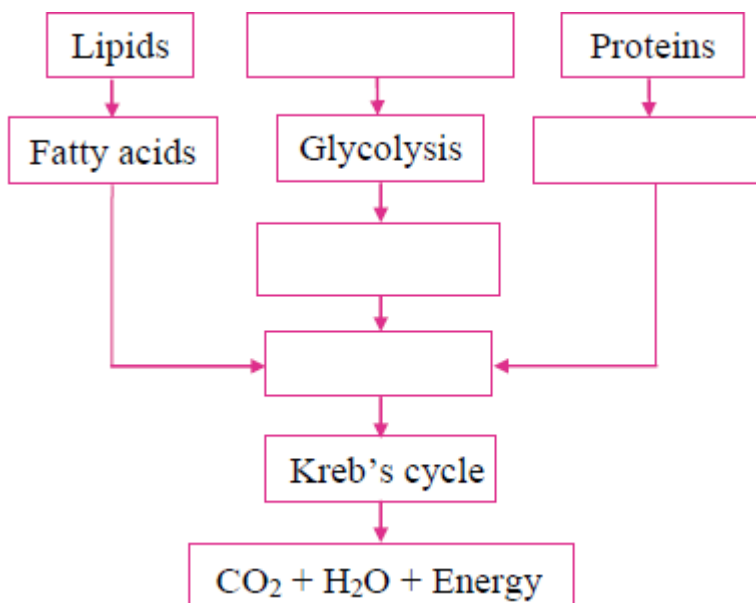 Lipids
Proteins
Fatty acids
Glycolysis
Kreb's cycle
CO₂ + H₂O + Energy